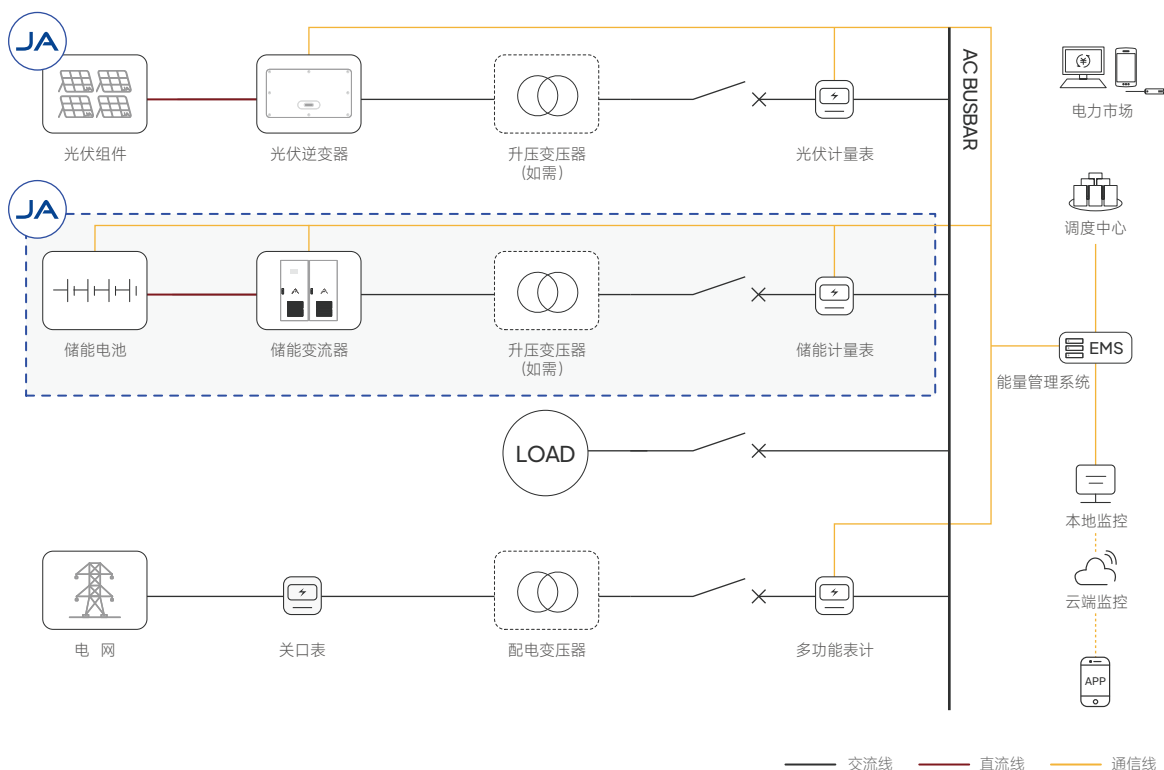 JA
光伏组件
光伏逆变器
升压变压器
(如需)
光伏计量表
AC BUSBAR
电力市场
调度中心
JA
储能电池
储能变流器
升压变压器
(如需)
储能计量表
EMS
能量管理系统
LOAD
本地监控
云端监控
APP
电 网
关口表
配电变压器
多功能表计
交流线
直流线
通信线